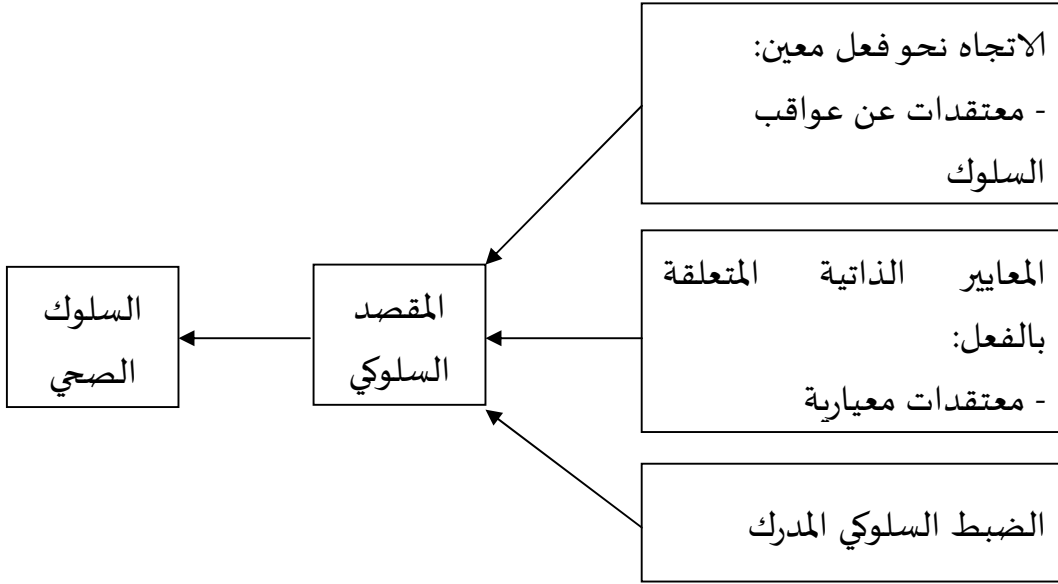 الاتجاه نحو فعل معين:
- معتقدات عن عواقب
السلوك
المعايير الذاتية المتعلقة
بالفعل:
- معتقدات معيارية
الضبط السلوكي المدرك
المقصد
السلوكي
السلوك
الصحي